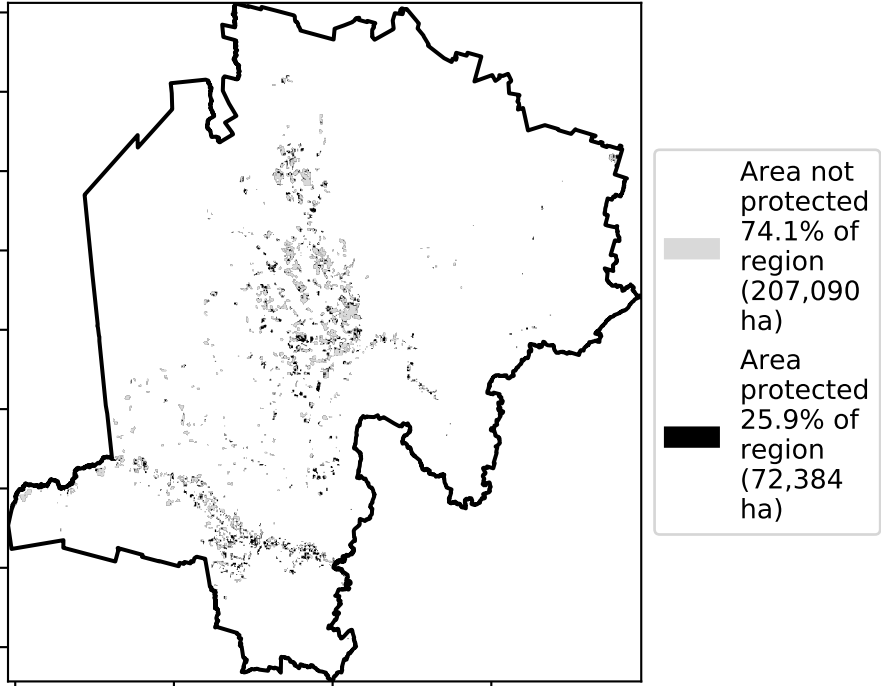 Area not
protected
74.1% of
region
(207,090
ha)
Area
protected
25.9% of
region
(72,384
ha)